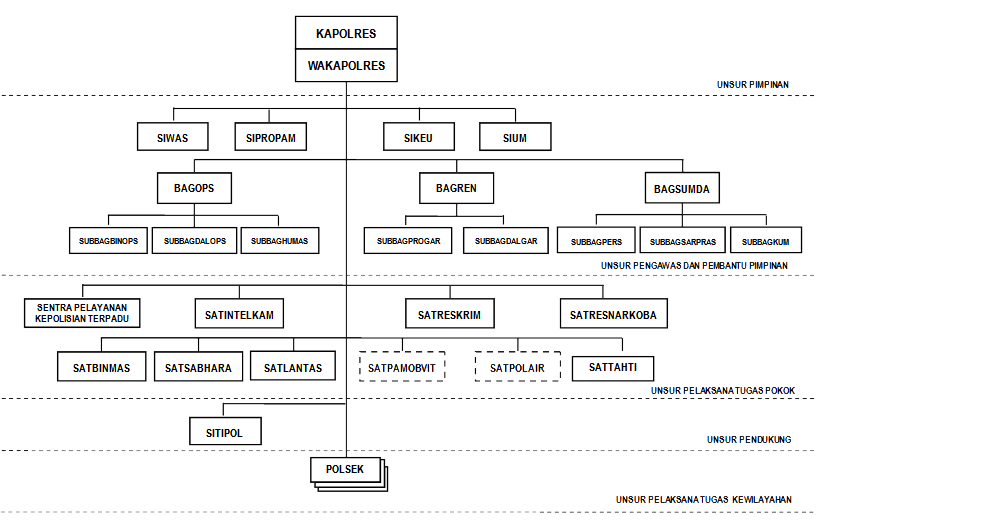 KAPOLRES
WAKAPOLRES
UNSUR PIMPINAN
SIWAS
SIPROPAM
SIKEU
SIUM
BAGOPS
BAGREN
BAGSUMDA
SUBBAGBINOPS
SUBBAGDALOPS
SUBBAGHUMAS
SUBBAGPROGAR
SUBBAGDALGAR
SUBBAGPERS
SUBBAGSARPRAS
SUBBAGKUM
UNSUR PENGAWAS DAN PEMBANTU PIMPINAN
SENTRA PELAYANAN
KEPOLISIAN TERPADU
SATINTELKAM
SATRESKRIM
SATRESNARKOBA
SATBINMAS
SATSABHARA
SATLANTAS
SATPAMOBVIT
SATPOLAIR
SATTAHTI
UNSUR PELAKSANA TUGAS POKOK
SITIPOL
UNSUR PENDUKUNG
POLSEK
UNSUR PELAKSANA TUGAS KEWILAYAHAN